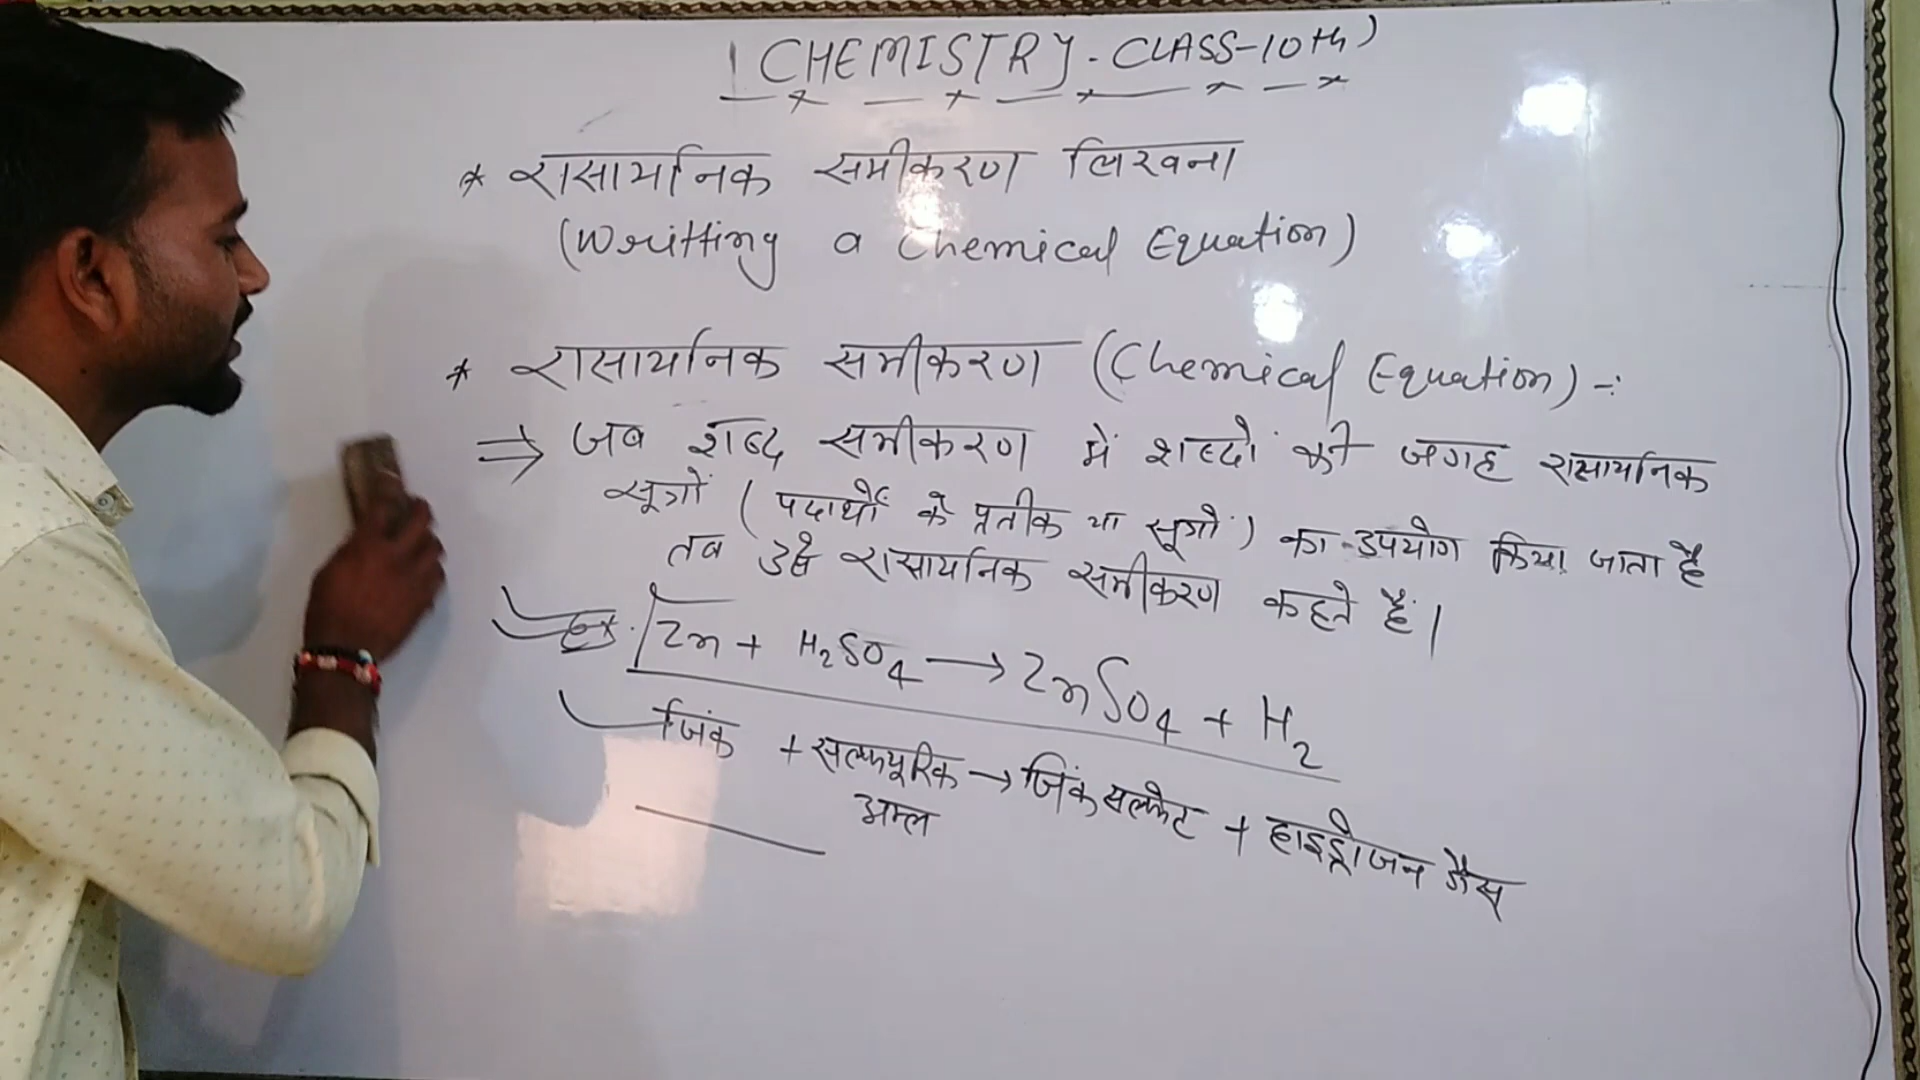 (CHEMISTRY - CLASS-10th)
* रासायनिक समीकरण लिखना
(Writting a Chemical Equation)
* रासायनिक समीकरण (Chemical Equation) -:
⇒ जब शब्द समीकरण में शब्दों की जगह रासायनिक
सूत्रों (पदार्थों के प्रतीक या सूत्रों) का उपयोग किया जाता है
तब उसे रासायनिक समीकरण कहते हैं।
Ex. Zn + H₂SO₄ → ZnSO₄ + H₂
जिंक + सल्फ्यूरिक → जिंक सल्फेट + हाइड्रोजन गैस
अम्ल